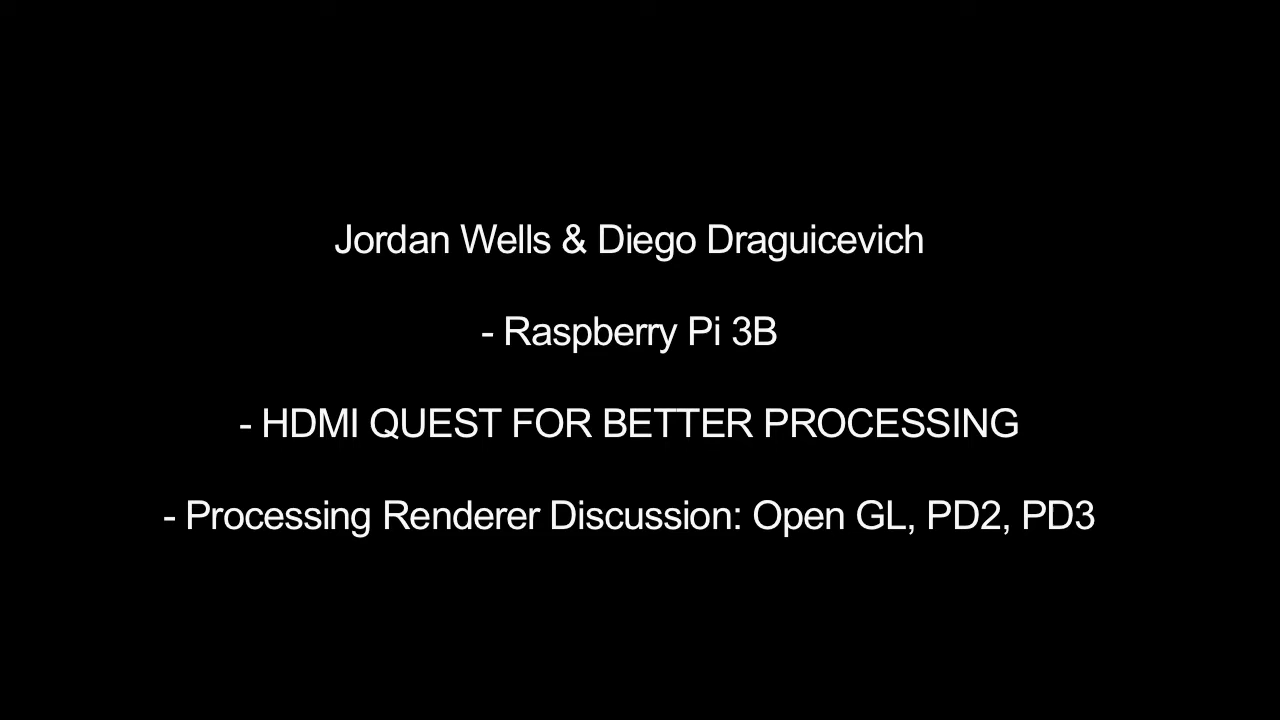 Jordan Wells & Diego Draguicevich
- Raspberry Pi 3B
- HDMI QUEST FOR BETTER PROCESSING
- Processing Renderer Discussion: Open GL, PD2, PD3